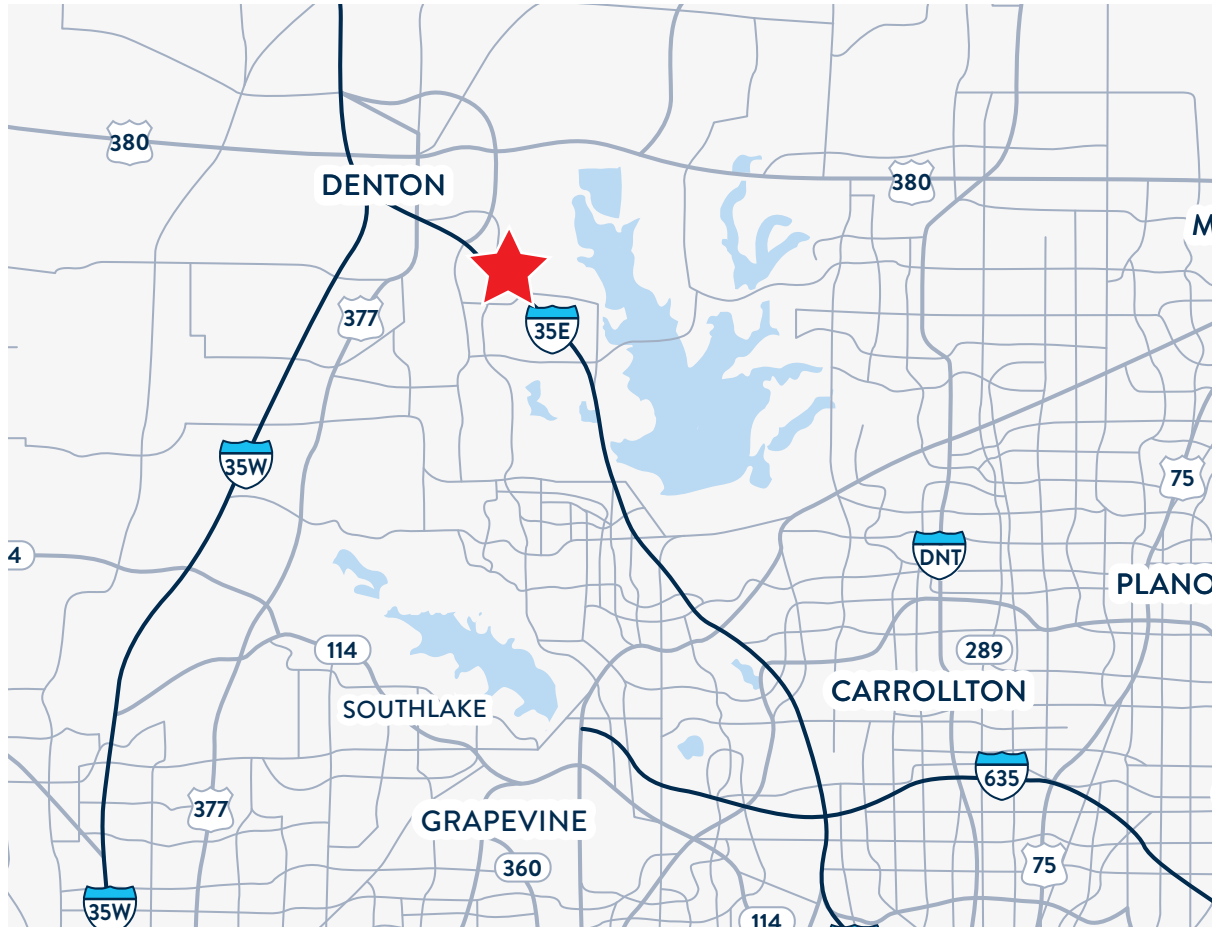 380
DENTON
380
M
377
35E
35W
75
4
DNT
PLANO
114
289
CARROLLTON
SOUTHLAKE
635
377
GRAPEVINE
360
75
35W
114